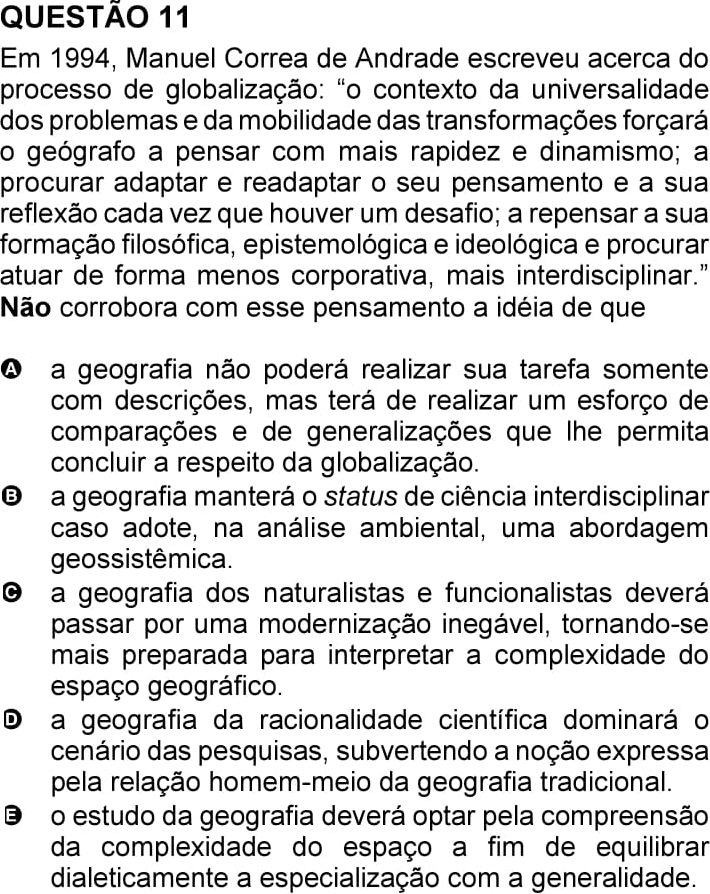 QUESTÃO 11
Em 1994, Manuel Correa de Andrade escreveu acerca do
processo de globalização: “o contexto da universalidade
dos problemas e da mobilidade das transformações forçará
o geógrafo a pensar com mais rapidez e dinamismo; a
procurar adaptar e readaptar o seu pensamento e a sua
reflexão cada vez que houver um desafio; a repensar a sua
formação filosófica, epistemológica e ideológica e procurar
atuar de forma menos corporativa, mais interdisciplinar.”
Não corrobora com esse pensamento a idéia de que
A a geografia não poderá realizar sua tarefa somente
com descrições, mas terá de realizar um esforço de
comparações e de generalizações que lhe permita
concluir a respeito da globalização.
B a geografia manterá o status de ciência interdisciplinar
caso adote, na análise ambiental, uma abordagem
geossistêmica.
C a geografia dos naturalistas e funcionalistas deverá
passar por uma modernização inegável, tornando-se
mais preparada para interpretar a complexidade do
espaço geográfico.
D a geografia da racionalidade científica dominará o
cenário das pesquisas, subvertendo a noção expressa
pela relação homem-meio da geografia tradicional.
E o estudo da geografia deverá optar pela compreensão
da complexidade do espaço a fim de equilibrar
dialeticamente a especialização com a generalidade.